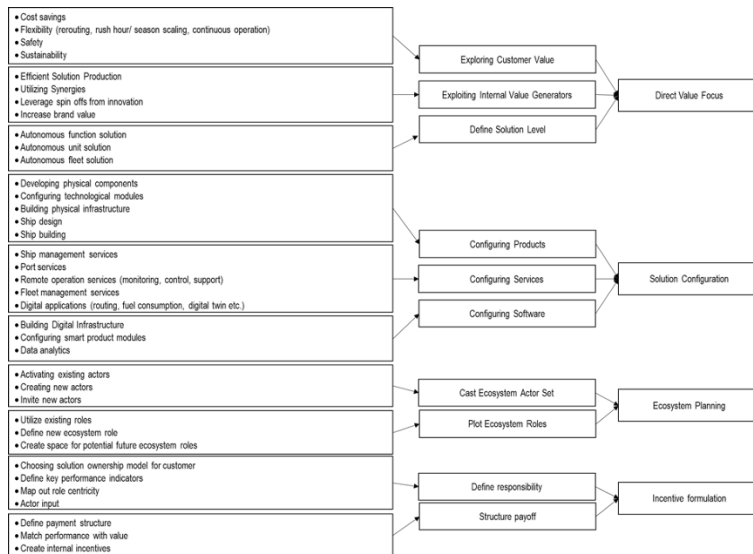 • Cost savings
• Flexibility (rerouting, rush hour/ season scaling, continuous operation)
• Safety
• Sustainability
• Efficient Solution Production
• Utilizing Synergies
• Leverage spin offs from innovation
• Increase brand value
• Autonomous function solution
• Autonomous unit solution
• Autonomous fleet solution
Exploring Customer Value
Exploiting Internal Value Generators
Define Solution Level
Direct Value Focus
• Developing physical components
• Configuring technological modules
• Building physical infrastructure
• Ship design
• Ship building
• Ship management services
• Port services
• Remote operation services (monitoring, control, support)
• Fleet management services
• Digital applications (routing, fuel consumption, digital twin etc.)
• Building Digital Infrastructure
• Configuring smart product modules
• Data analytics
Configuring Products
Configuring Services
Configuring Software
Solution Configuration
• Activating existing actors
• Creating new actors
• Invite new actors
• Utilize existing roles
• Define new ecosystem role
• Create space for potential future ecosystem roles
Cast Ecosystem Actor Set
Plot Ecosystem Roles
Ecosystem Planning
• Choosing solution ownership model for customer
• Define key performance indicators
• Map out role centricity
• Actor input
• Define payment structure
• Match performance with value
• Create internal incentives
Define responsibility
Structure payoff
Incentive formulation